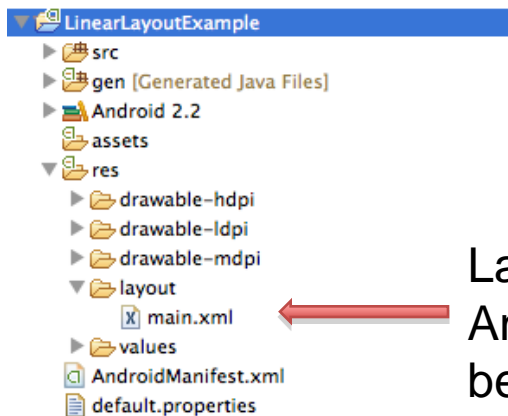 LinearLayoutExample
src
gen [Generated Java Files]
Android 2.2
assets
res
drawable-hdpi
drawable-ldpi
drawable-mdpi
layout
main.xml
values
AndroidManifest.xml
default.properties